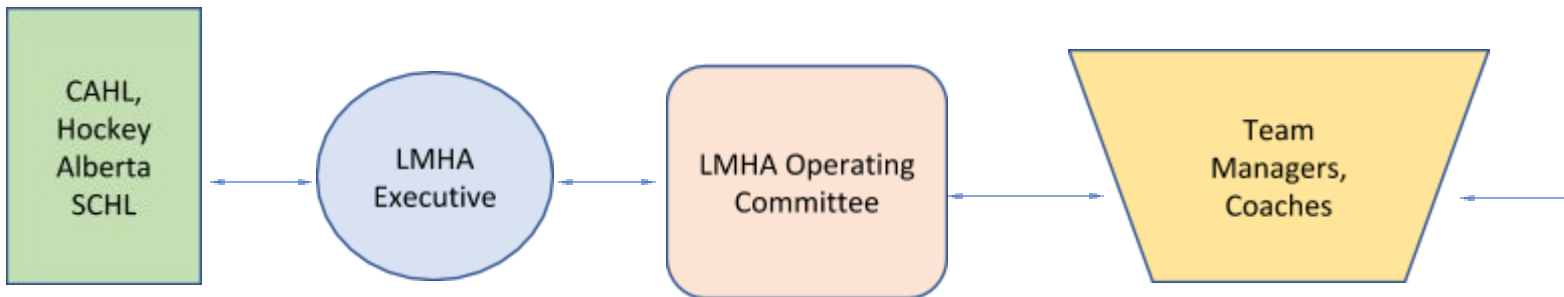 CAHL,
Hockey
Alberta
SCHL
LMHA
Executive
LMHA Operating
Committee
Team
Managers,
Coaches